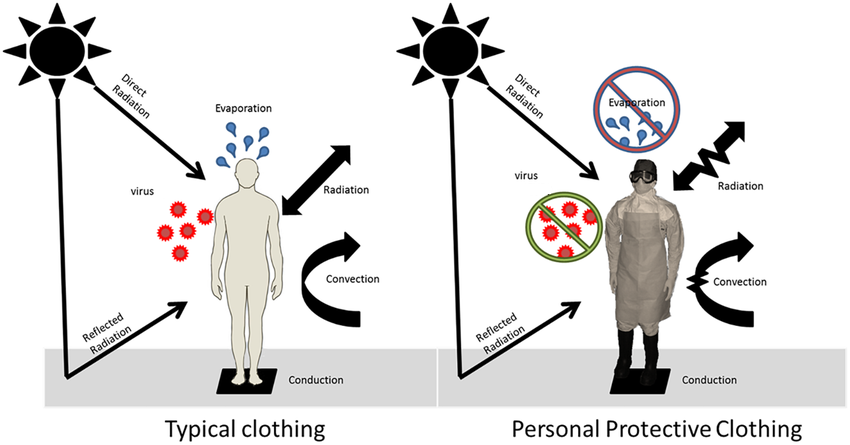 Direct
Radiation
Evaporation
virus
Radiation
Convection
Reflected
Radiation
Conduction
Typical clothing
Direct
Radiation
Evaporation
virus
Radiation
Convection
Reflected
Radiation
Conduction
Personal Protective Clothing